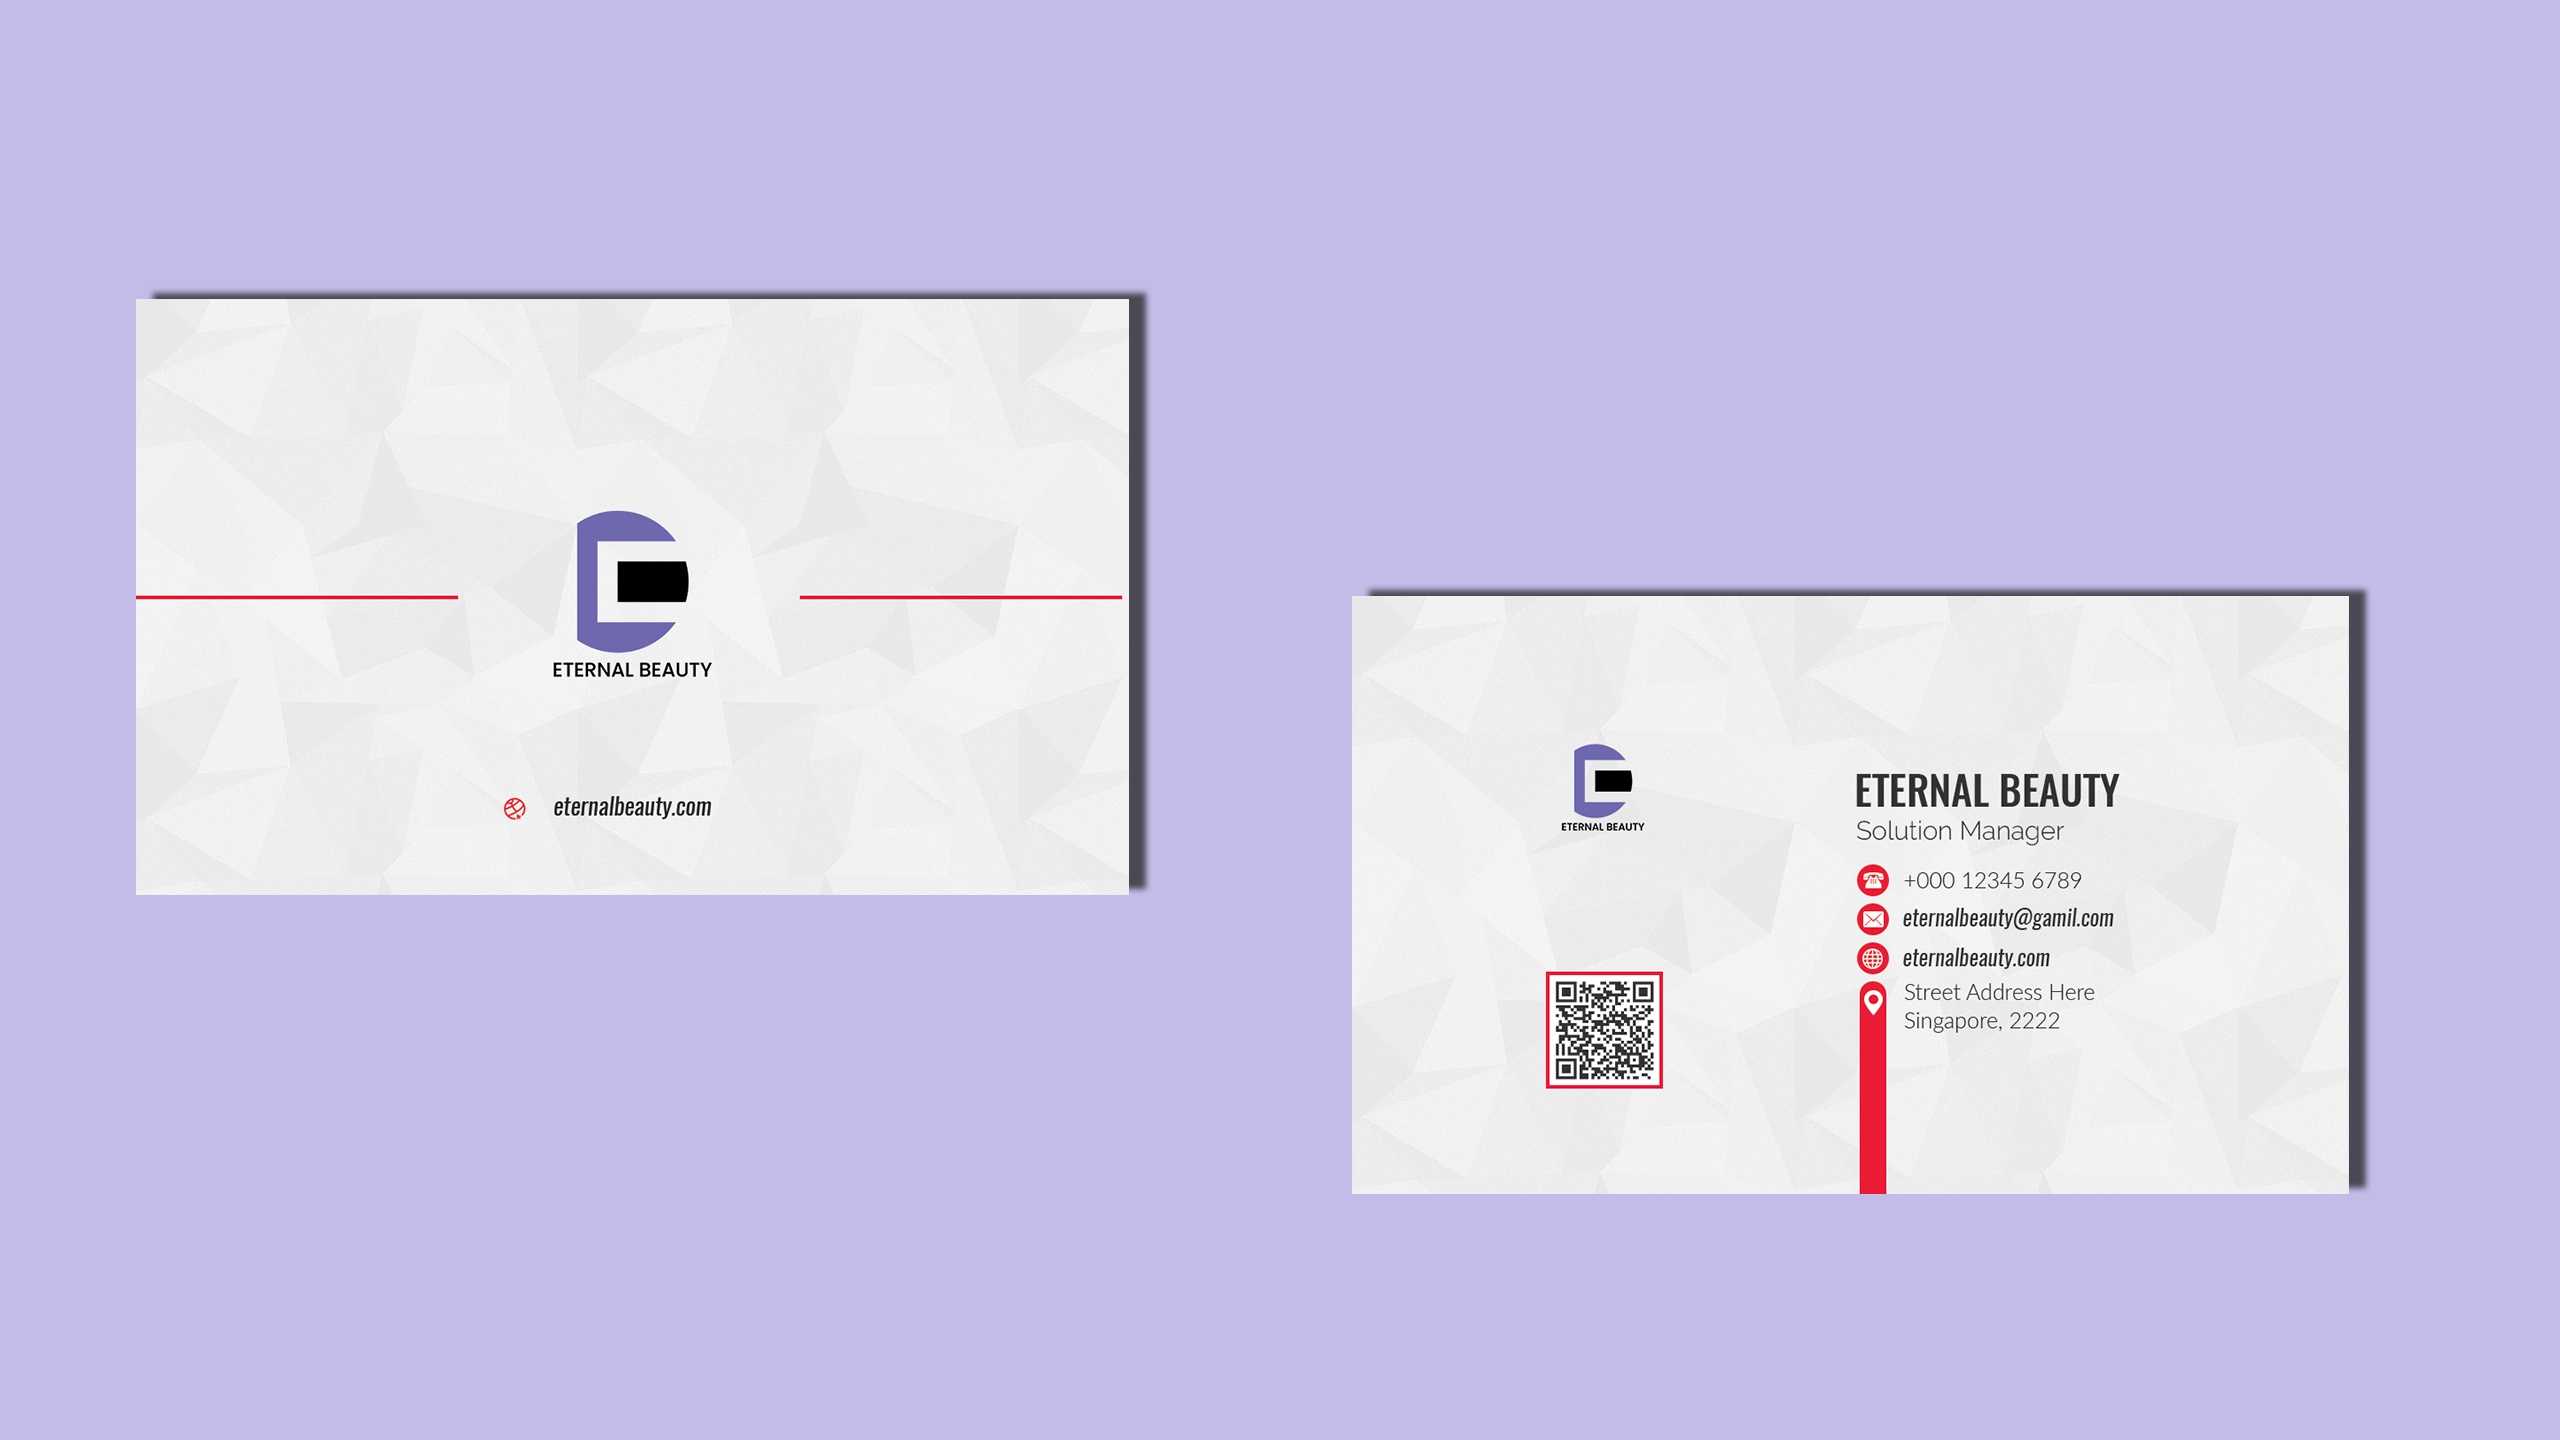 ETERNAL BEAUTY
eternalbeauty.com
ETERNAL BEAUTY
ETERNAL BEAUTY
Solution Manager
+000 12345 6789
eternalbeauty@gamil.com
eternalbeauty.com
Street Address Here
Singapore, 2222